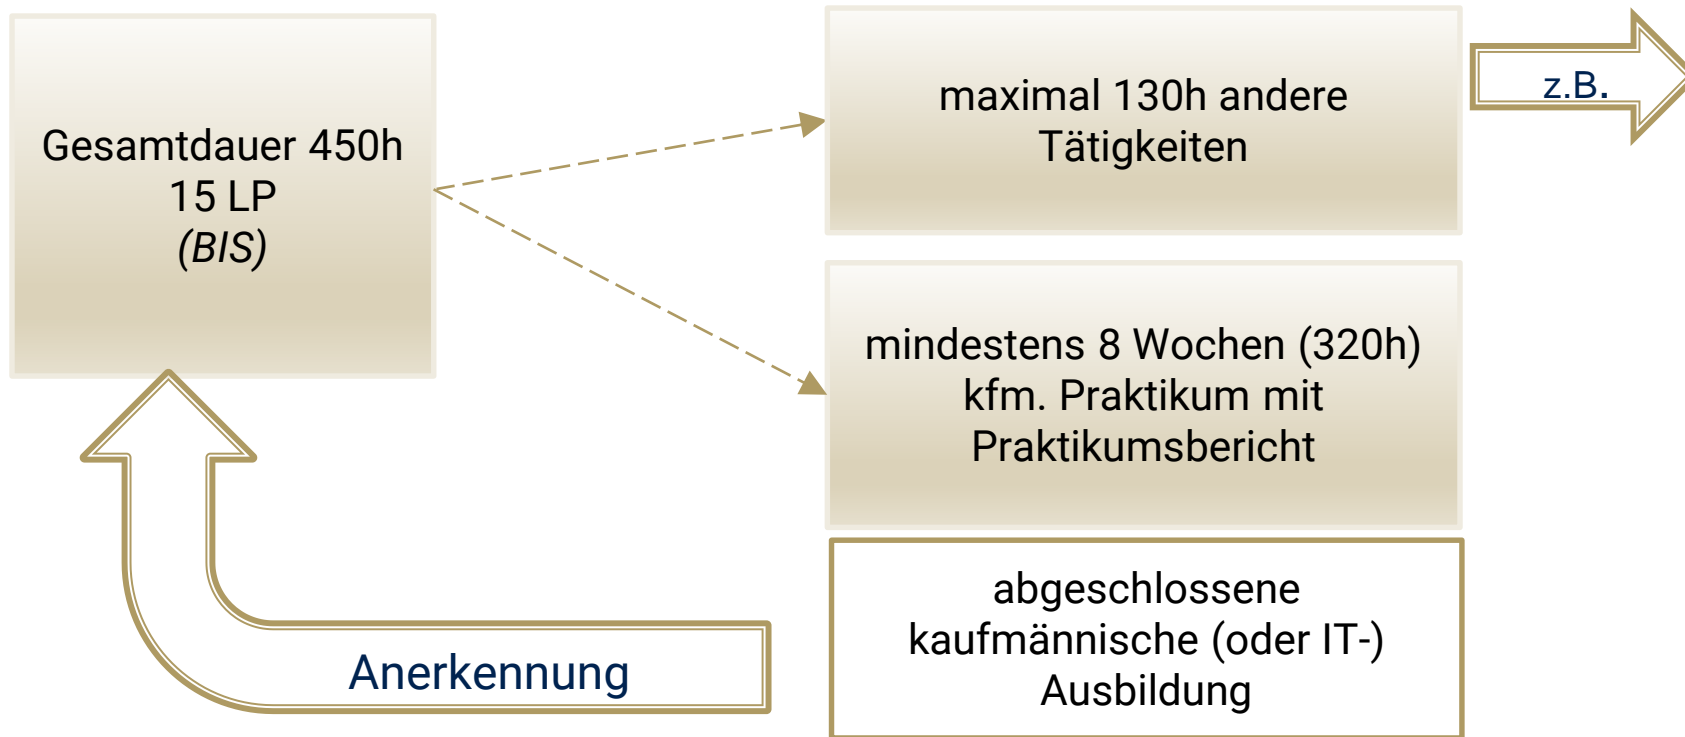 Gesamtdauer 450h
15 LP
(BIS)
maximal 130h andere
Tätigkeiten
z.B.
mindestens 8 Wochen (320h)
kfm. Praktikum mit
Praktikumsbericht
abgeschlossene
kaufmännische (oder IT-)
Ausbildung
Anerkennung